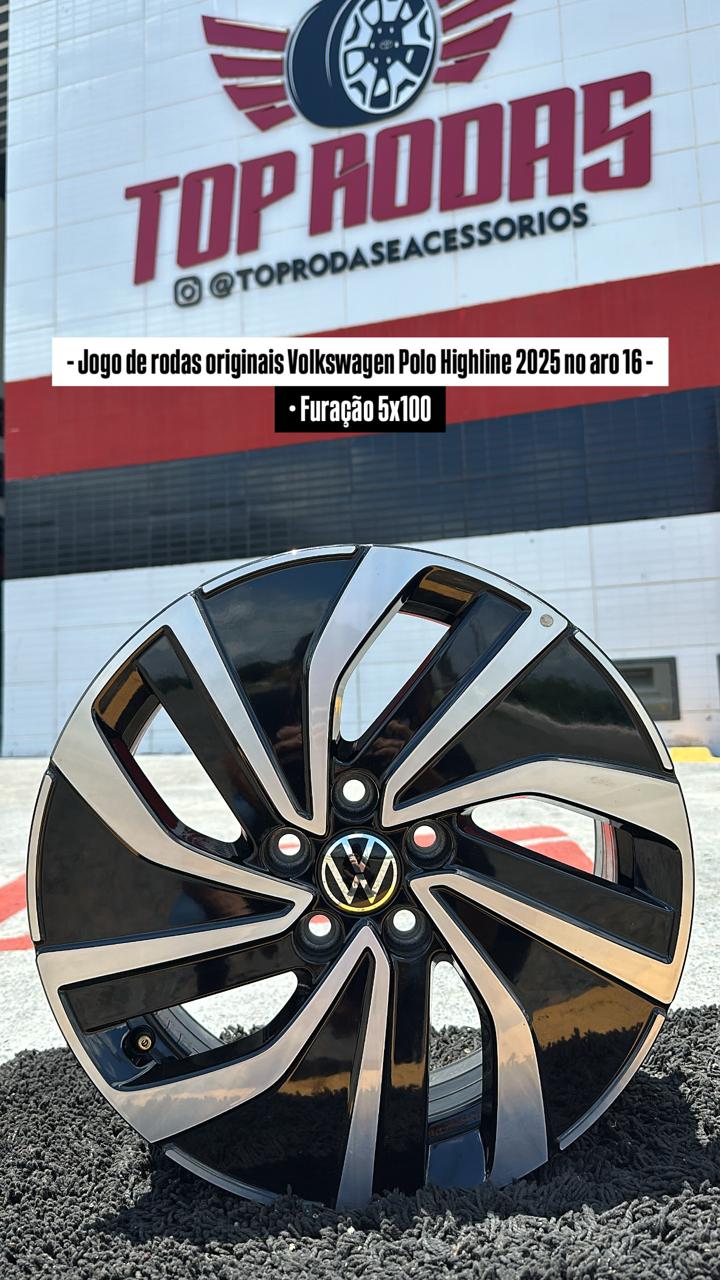 TOP RODAS
@TOPRODASEACESSORIOS
- Jogo de rodas originais Volkswagen Polo Highline 2025 no aro 16 -
• Furação 5x100